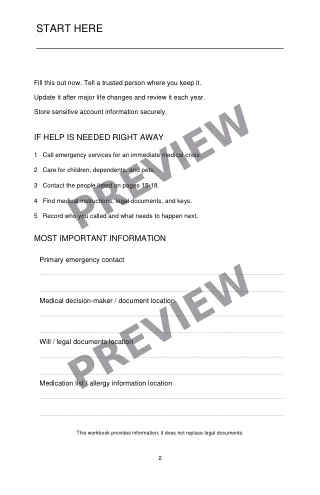 START HERE
Fill this out now. Tell a trusted person where you keep it.
Update it after major life changes and review it each year.
Store sensitive account information securely.
IF HELP IS NEEDED RIGHT AWAY
1 Call emergency services for an immediate medical crisis.
2 Care for children, dependents, and pets.
3 Contact the people listed on pages 15-18.
4 Find medical instructions, legal documents, and keys.
5 Record who you called and what needs to happen next.
MOST IMPORTANT INFORMATION
Primary emergency contact
Medical decision-maker / document location
Will / legal documents location
Medication list / allergy information location
This workbook provides information; it does not replace legal documents.
2
PREVIEW
PREVIEW